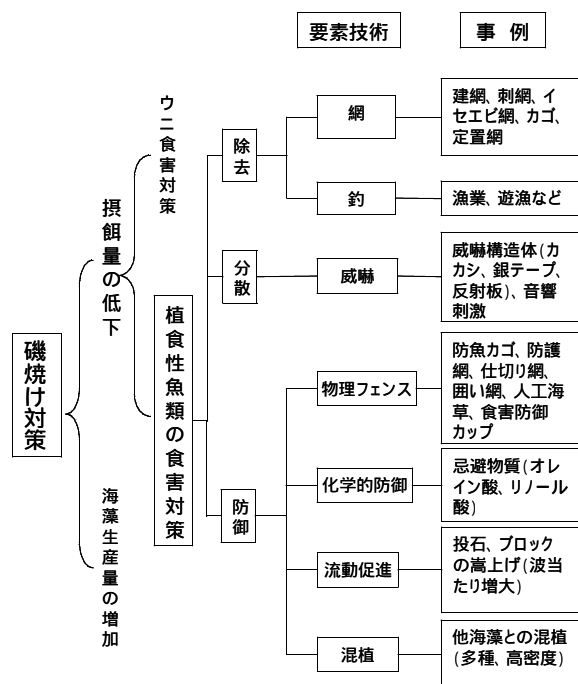 要素技術
事 例
磯焼け対策
摂餌量の低下
海藻生産量の増加
ウニ食害対策
植食性魚類の食害対策
除去
網
建網、刺網、イ
セエビ網、カゴ、
定置網
釣
漁業、遊漁など
分散
威嚇
威嚇構造体(カ
カシ、銀テープ、
反射板)、音響
刺激
防御
物理フェンス
防魚カゴ、防護
網、仕切り網、
囲い網、人工海
草、食害防御
カップ
化学的防御
忌避物質(オレ
イン酸、リノール
酸)
流動促進
投石、ブロック
の嵩上げ(波当
たり増大)
混植
他海藻との混植
(多種、高密度)